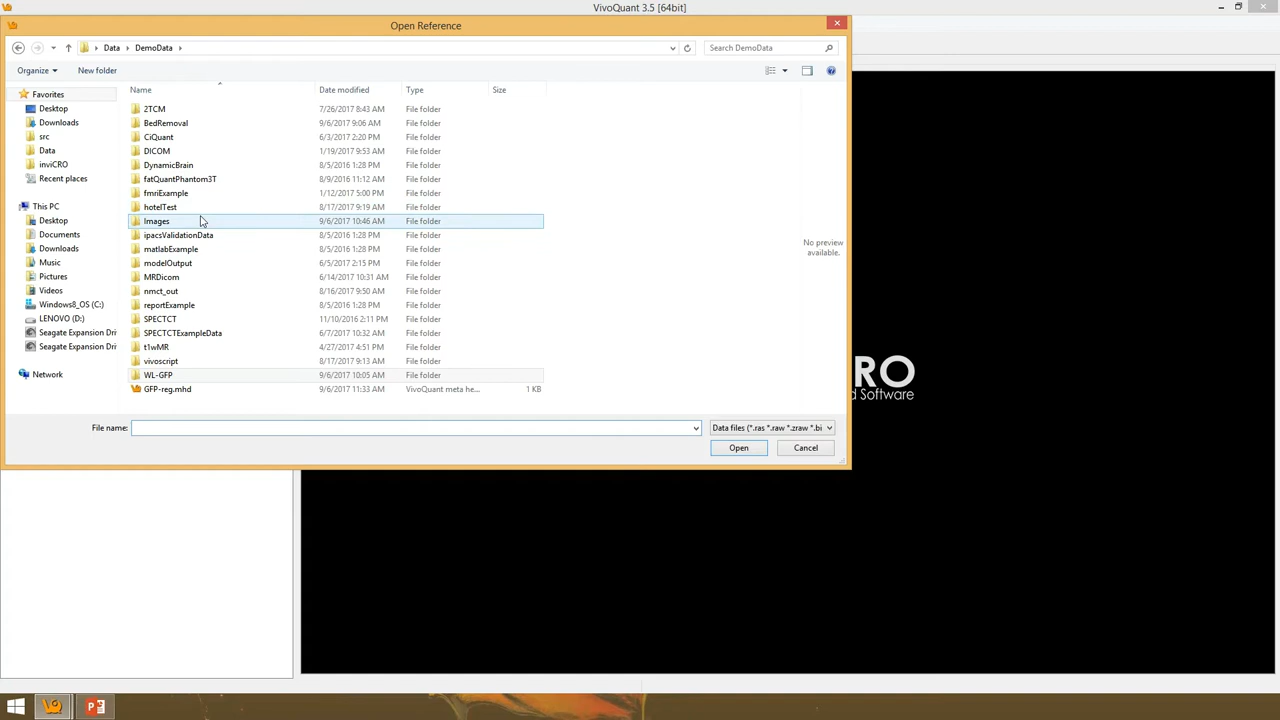 VivoQuant 3.5 [64bit]
Open Reference
Data DemoData
Search DemoData
Organize New folder
Name Date modified Type Size
Favorites
Desktop
Downloads
src
Data
inviCRO
Recent places
This PC
Desktop
Documents
Downloads
Music
Pictures
Videos
Windows8_OS (C:)
LENOVO (D:)
Seagate Expansion Dri
Seagate Expansion Dri
Network
2TCM 7/26/2017 8:43 AM File folder
BedRemoval 9/6/2017 9:06 AM File folder
CiQuant 6/3/2017 2:20 PM File folder
DICOM 1/19/2017 9:53 AM File folder
DynamicBrain 8/5/2016 1:28 PM File folder
fatQuantPhantom3T 8/9/2016 11:12 AM File folder
fmriExample 1/12/2017 5:00 PM File folder
hotelTest 8/17/2017 9:19 AM File folder
Images 9/6/2017 10:46 AM File folder
ipacsValidationData 8/5/2016 1:28 PM File folder
matlabExample 8/5/2016 1:28 PM File folder
modelOutput 6/5/2017 2:15 PM File folder
MRDicom 6/14/2017 10:31 AM File folder
nmct_out 8/16/2017 9:50 AM File folder
reportExample 8/5/2016 1:28 PM File folder
SPECTCT 11/10/2016 2:11 PM File folder
SPECTCTExampleData 6/7/2017 10:32 AM File folder
t1wMR 4/27/2017 4:51 PM File folder
vivoscript 8/17/2017 9:13 AM File folder
WL-GFP 9/6/2017 10:05 AM File folder
GFP-reg.mhd 9/6/2017 11:33 AM VivoQuant meta he... 1 KB
No preview
available.
File name:
Data files (*.ras *.raw *.zraw *.bi
Open Cancel
RO
d Software